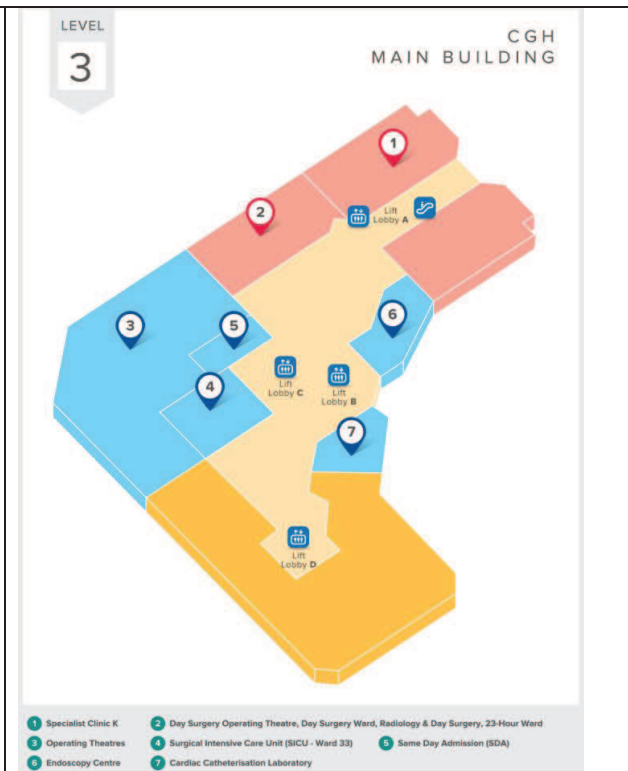 LEVEL
3
CGH
MAIN BUILDING
1
2
Lift
Lobby A
3
5
6
4
Lift
Lobby C
Lift
Lobby B
7
Lift
Lobby D
1 Specialist Clinic K
2 Day Surgery Operating Theatre, Day Surgery Ward, Radiology & Day Surgery, 23-Hour Ward
3 Operating Theatres
4 Surgical Intensive Care Unit (SICU - Ward 33)
5 Same Day Admission (SDA)
6 Endoscopy Centre
7 Cardiac Catheterisation Laboratory